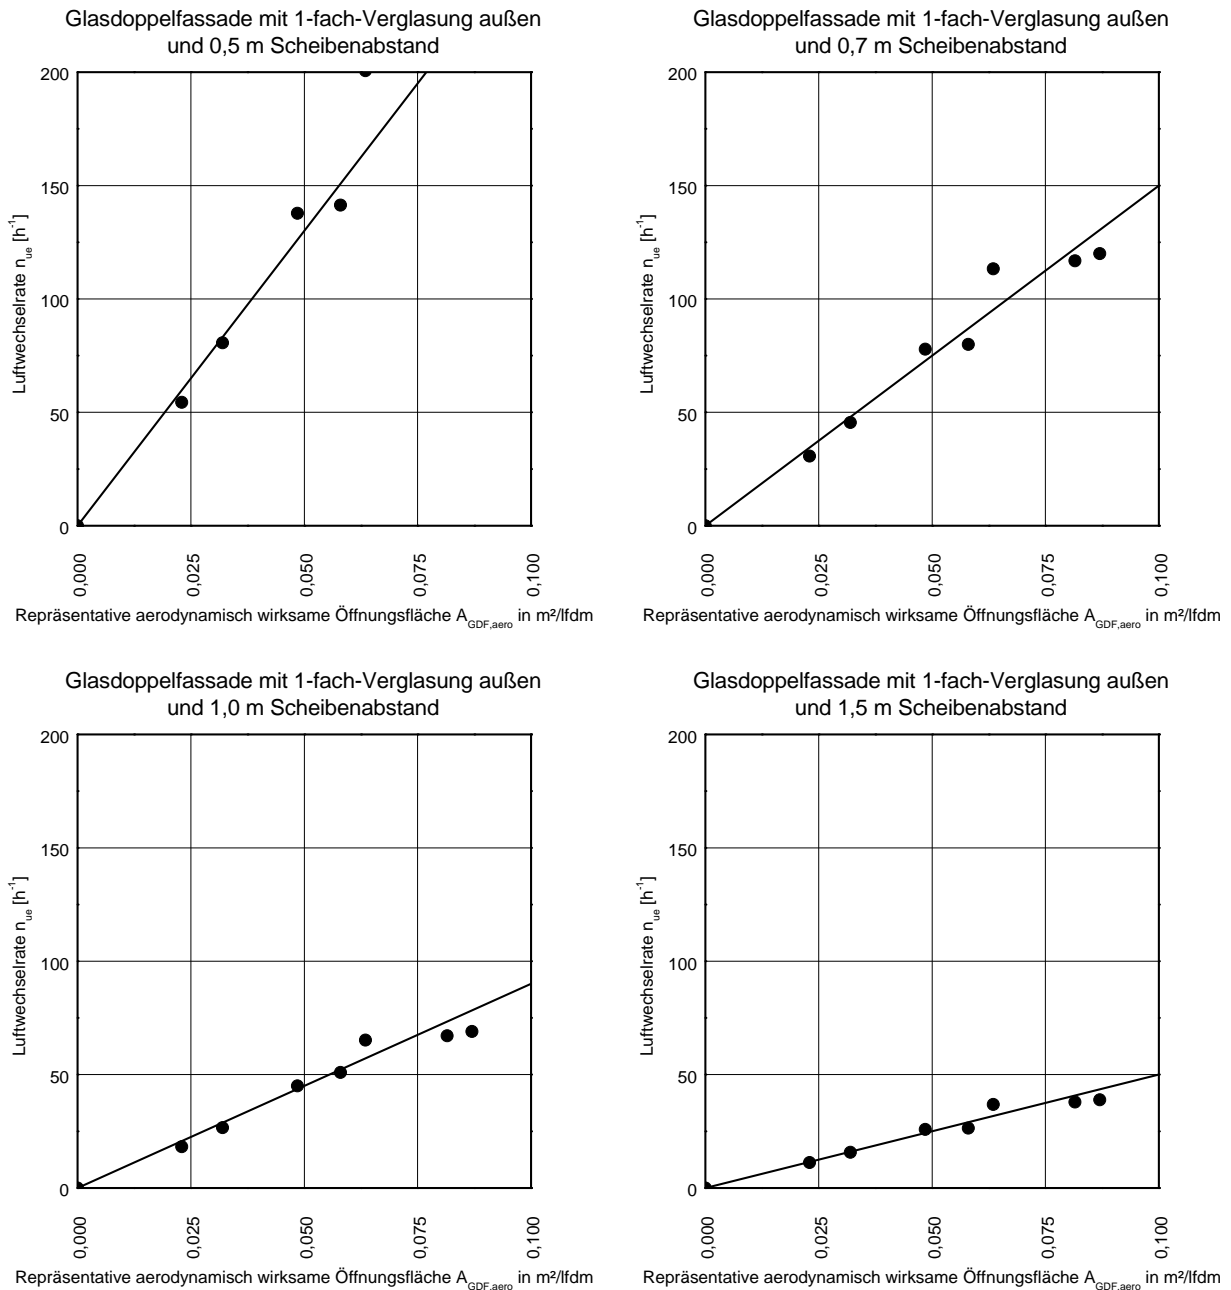 Glasdoppelfassade mit 1-fach-Verglasung außen
und 0,5 m Scheibenabstand
200
150
100
50
0
Luftwechselrate n_ue [h⁻¹]
0,000
0,025
0,050
0,075
0,100
Repräsentative aerodynamisch wirksame Öffnungsfläche A_GDF,aero in m²/lfdm
Glasdoppelfassade mit 1-fach-Verglasung außen
und 0,7 m Scheibenabstand
200
150
100
50
0
Luftwechselrate n_ue [h⁻¹]
0,000
0,025
0,050
0,075
0,100
Repräsentative aerodynamisch wirksame Öffnungsfläche A_GDF,aero in m²/lfdm
Glasdoppelfassade mit 1-fach-Verglasung außen
und 1,0 m Scheibenabstand
200
150
100
50
0
Luftwechselrate n_ue [h⁻¹]
0,000
0,025
0,050
0,075
0,100
Repräsentative aerodynamisch wirksame Öffnungsfläche A_GDF,aero in m²/lfdm
Glasdoppelfassade mit 1-fach-Verglasung außen
und 1,5 m Scheibenabstand
200
150
100
50
0
Luftwechselrate n_ue [h⁻¹]
0,000
0,025
0,050
0,075
0,100
Repräsentative aerodynamisch wirksame Öffnungsfläche A_GDF,aero in m²/lfdm